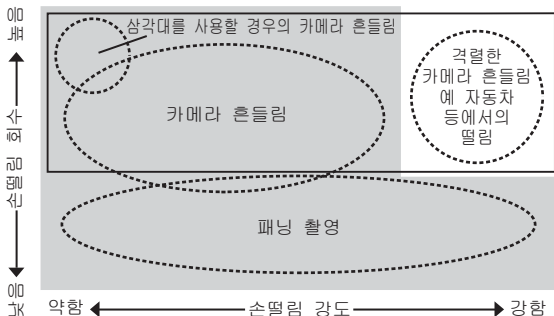 높음
손떨림 회수
낮음
삼각대를 사용할 경우의 카메라 흔들림
카메라 흔들림
격렬한
카메라 흔들림
예 자동차
등에서의
떨림
패닝 촬영
약함
손떨림 강도
강함